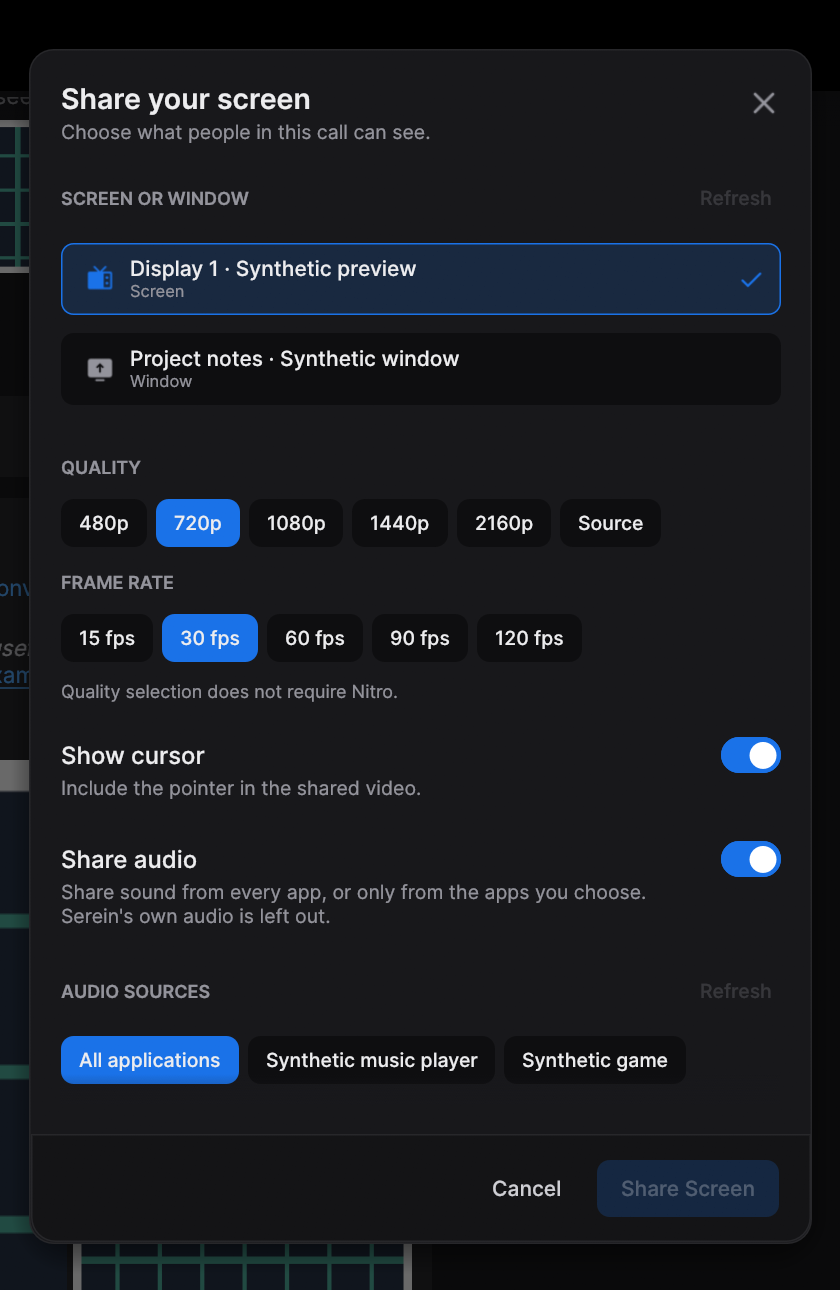 Share your screen
Choose what people in this call can see.
SCREEN OR WINDOW
Refresh
Display 1 · Synthetic preview
Screen
Project notes · Synthetic window
Window
QUALITY
480p 720p 1080p 1440p 2160p Source
FRAME RATE
15 fps 30 fps 60 fps 90 fps 120 fps
Quality selection does not require Nitro.
Show cursor
Include the pointer in the shared video.
Share audio
Share sound from every app, or only from the apps you choose.
Serein's own audio is left out.
AUDIO SOURCES
Refresh
All applications Synthetic music player Synthetic game
Cancel Share Screen